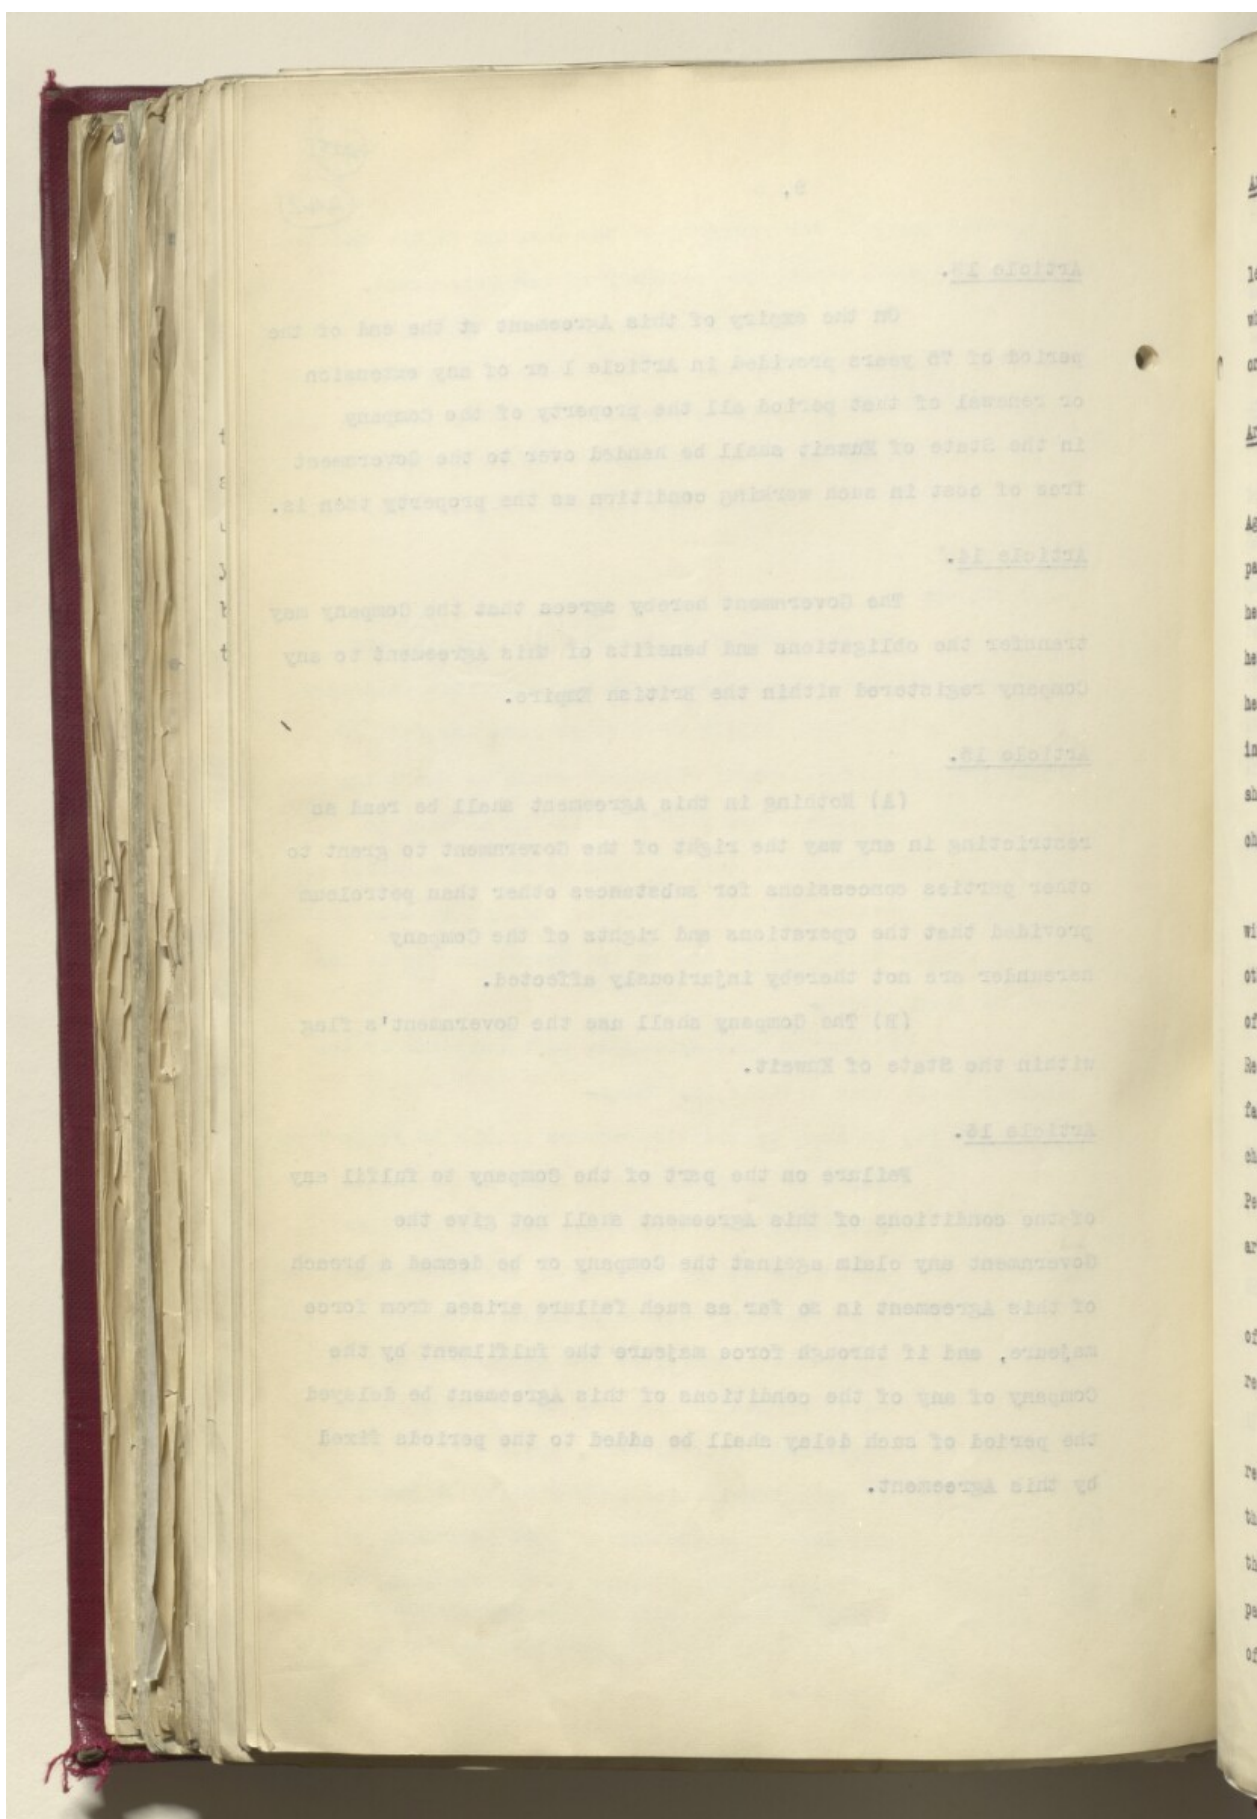 9.
Article 13.
On the expiry of this Agreement at the end of the
period of 75 years provided in Article 1 or of any extension
or renewal of that period all the property of the Company
in the State of Kuwait shall be handed over to the Government
free of cost in such working condition as the property then is.
Article 14.
The Government hereby agrees that the Company may
transfer the obligations and benefits of this Agreement to any
Company registered within the British Empire.
Article 15.
(A) Nothing in this Agreement shall be read as
restricting in any way the right of the Government to grant to
other parties concessions for substances other than petroleum
provided that the operations and rights of the Company
hereunder are not thereby injuriously affected.
(B) The Company shall use the Government's flag
within the State of Kuwait.
Article 16.
Failure on the part of the Company to fulfil any
of the conditions of this Agreement shall not give the
Government any claim against the Company or be deemed a breach
of this Agreement in so far as such failure arises from force
majeure, and if through force majeure the fulfilment by the
Company of any of the conditions of this Agreement be delayed
the period of such delay shall be added to the periods fixed
by this Agreement.